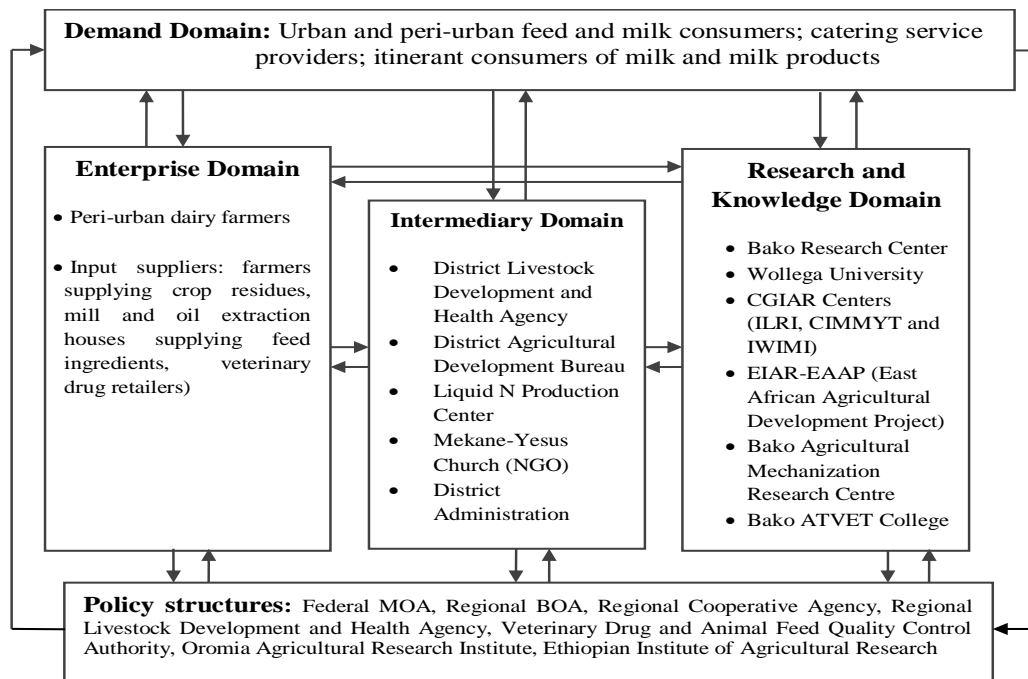 Demand Domain: Urban and peri-urban feed and milk consumers; catering service
providers; itinerant consumers of milk and milk products
Enterprise Domain
• Peri-urban dairy farmers
• Input suppliers: farmers
supplying crop residues,
mill and oil extraction
houses supplying feed
ingredients, veterinary
drug retailers)
Intermediary Domain
• District Livestock
Development and
Health Agency
• District Agricultural
Development Bureau
• Liquid N Production
Center
• Mekane-Yesus
Church (NGO)
• District
Administration
Research and
Knowledge Domain
• Bako Research Center
• Wollega University
• CGIAR Centers
(ILRI, CIMMYT and
IWIMI)
• EIAR-EAAP (East
African Agricultural
Development Project)
• Bako Agricultural
Mechanization
Research Centre
• Bako ATVET College
Policy structures: Federal MOA, Regional BOA, Regional Cooperative Agency, Regional
Livestock Development and Health Agency, Veterinary Drug and Animal Feed Quality Control
Authority, Oromia Agricultural Research Institute, Ethiopian Institute of Agricultural Research